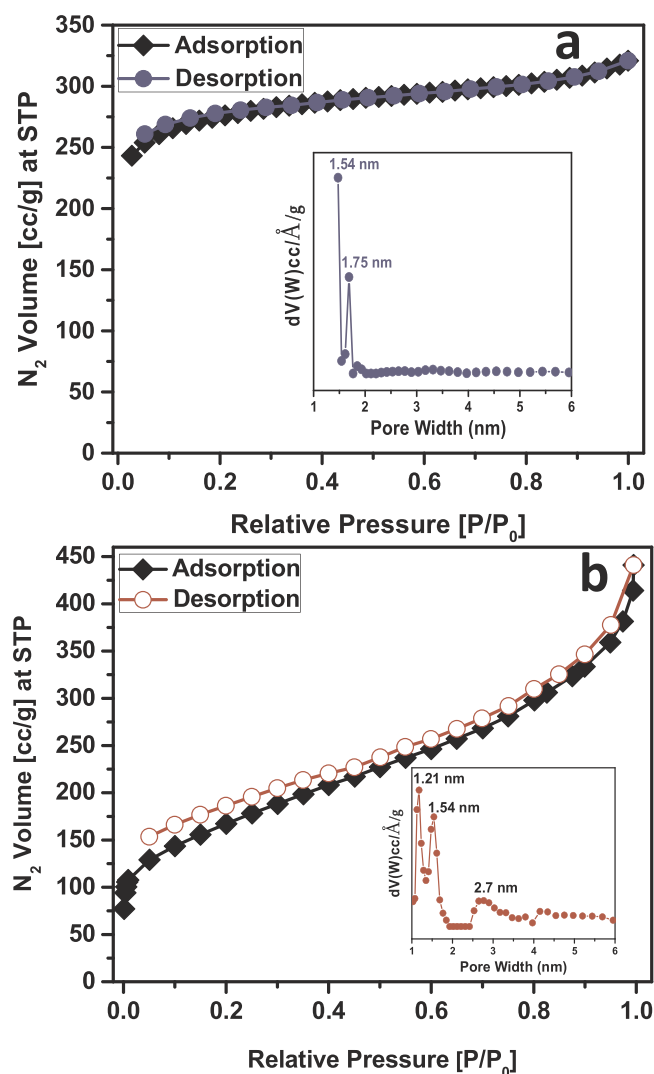 350
300
250
200
150
100
50
0
N₂ Volume [cc/g] at STP
Adsorption
Desorption
a
1.54 nm
1.75 nm
dV(W)cc/Å/g
1 2 3 4 5 6
Pore Width (nm)
0.0 0.2 0.4 0.6 0.8 1.0
Relative Pressure [P/P₀]
450
400
350
300
250
200
150
100
50
0
N₂ Volume [cc/g] at STP
Adsorption
Desorption
b
1.21 nm
1.54 nm
2.7 nm
dV(W)cc/Å/g
1 2 3 4 5 6
Pore Width (nm)
0.0 0.2 0.4 0.6 0.8 1.0
Relative Pressure [P/P₀]